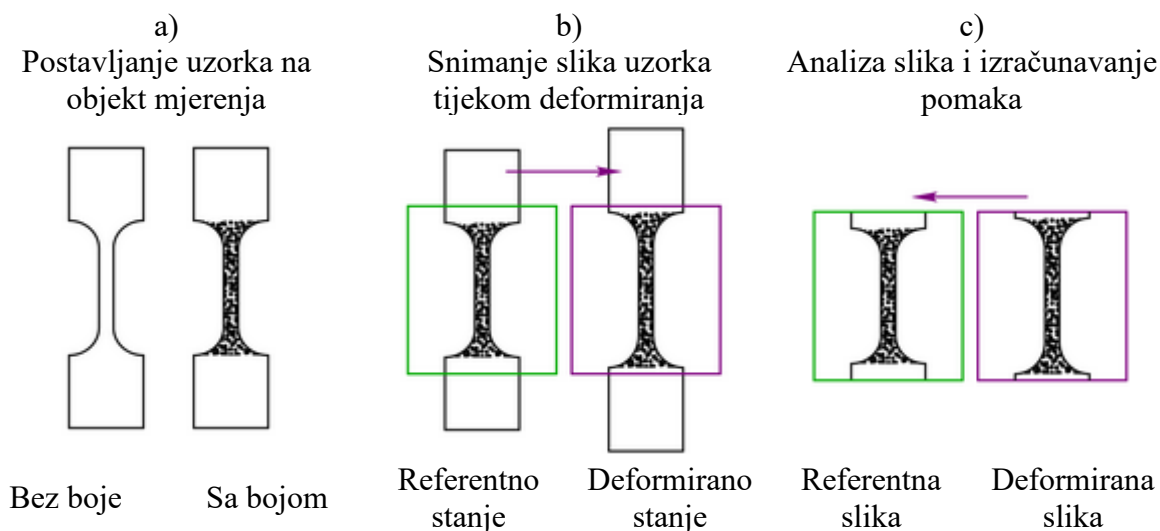 a)
Postavljanje uzorka na
objekt mjerenja
b)
Snimanje slika uzorka
tijekom deformiranja
c)
Analiza slika i izračunavanje
pomaka
Bez boje
Sa bojom
Referentno
stanje
Deformirano
stanje
Referentna
slika
Deformirana
slika